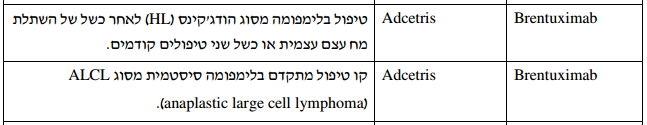 טיפול בלימפומה מסוג הודג'קינס (HL) לאחר כשל של השתלת Adcetris Brentuximab
מח עצם עצמית או כשל שני טיפולים קודמים.
קו טיפול מתקדם בלימפומה סיסטמית מסוג ALCL Adcetris Brentuximab
(anaplastic large cell lymphoma).